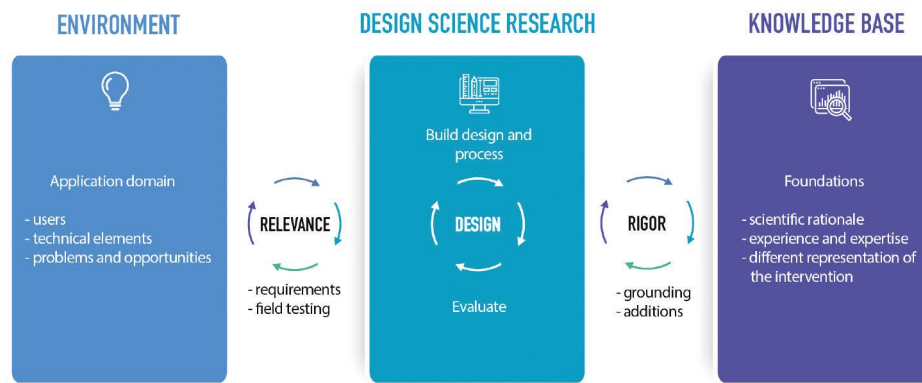 ENVIRONMENT
Application domain
- users
- technical elements
- problems and opportunities
RELEVANCE
- requirements
- field testing
DESIGN SCIENCE RESEARCH
Build design and
process
DESIGN
Evaluate
RIGOR
- grounding
- additions
KNOWLEDGE BASE
Foundations
- scientific rationale
- experience and expertise
- different representation of
the intervention